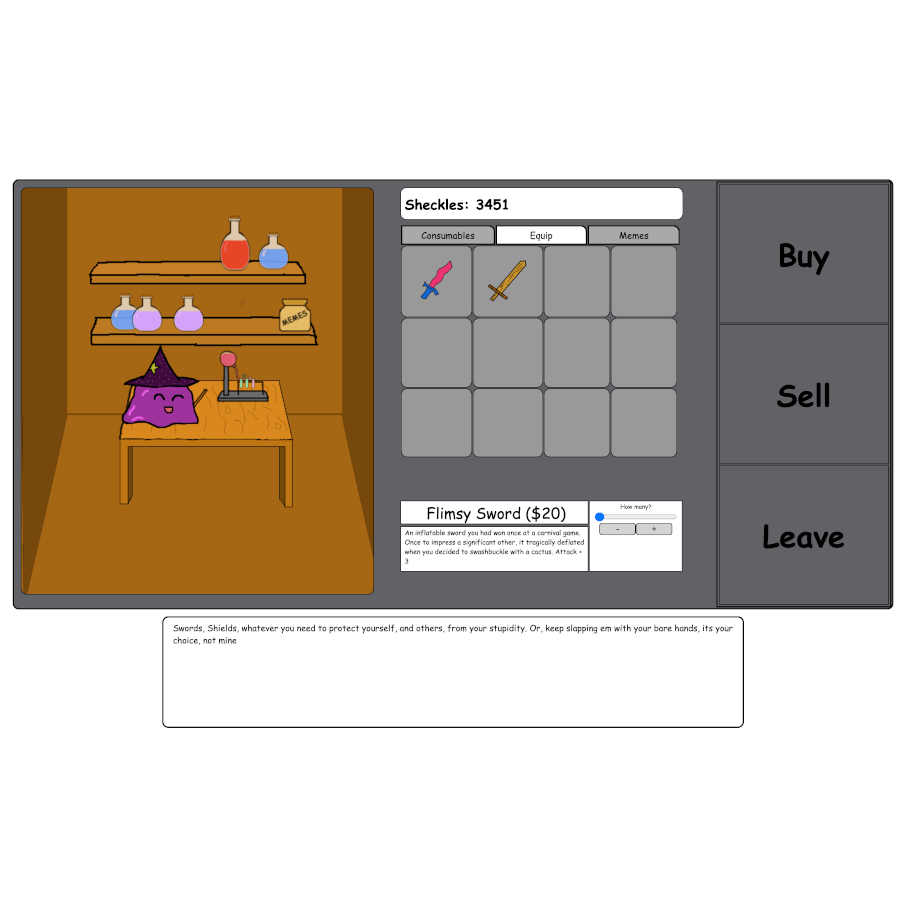 Sheckles: 3451
Consumables
Equip
Memes
Buy
Sell
Leave
MEMES
Flimsy Sword ($20)
An inflatable sword you had won once at a carnival game.
Once to impress a significant other, it tragically deflated
when you decided to swashbuckle with a cactus. Attack +
3
How many?
-
+
Swords, Shields, whatever you need to protect yourself, and others, from your stupidity. Or, keep slapping em with your bare hands, its your
choice, not mine